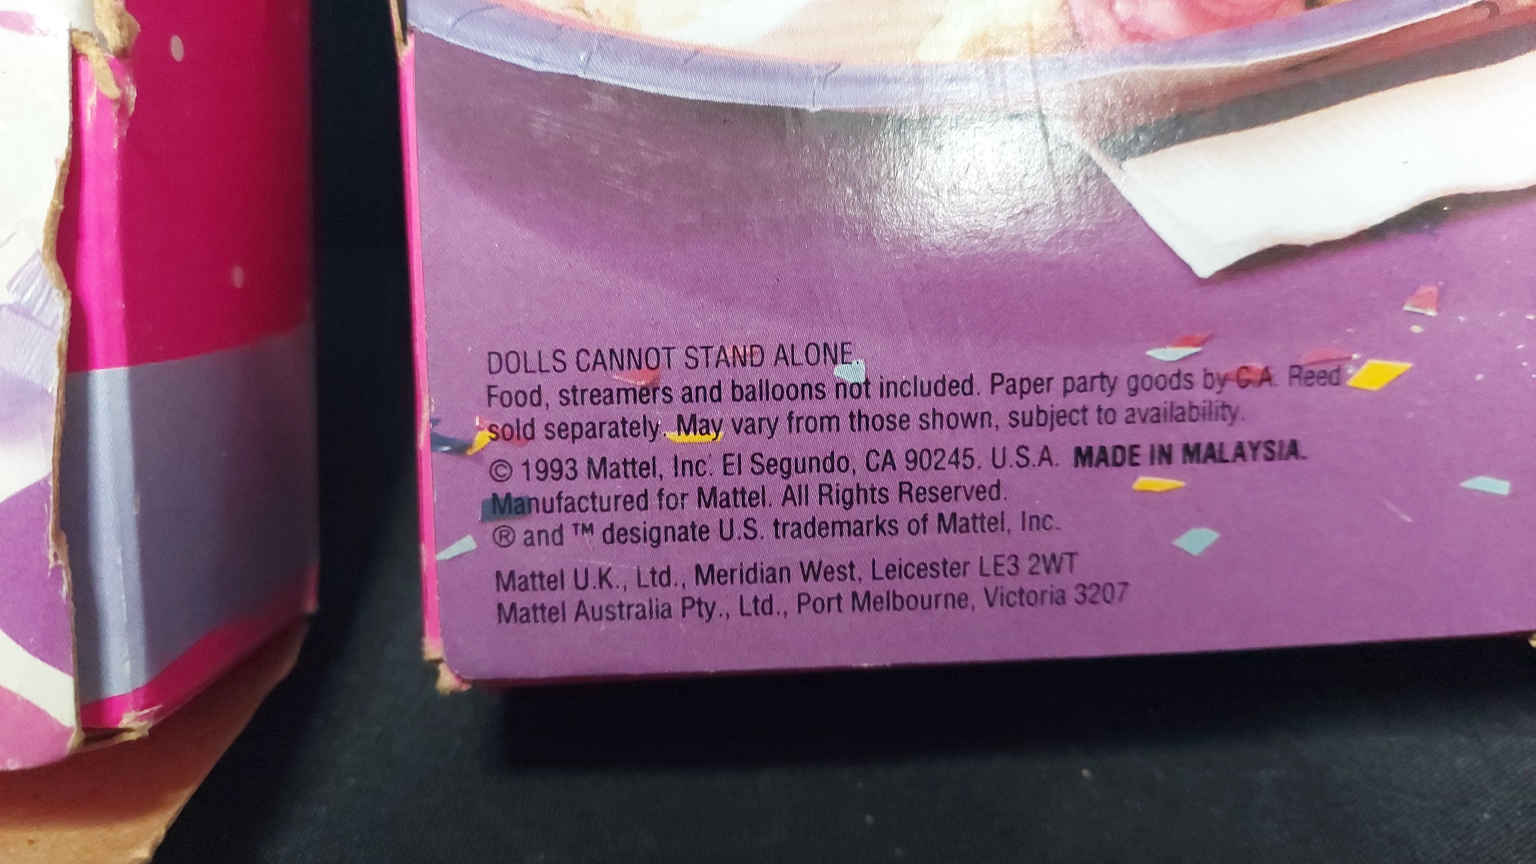 DOLLS CANNOT STAND ALONE.
Food, streamers and balloons not included. Paper party goods by C.A. Reed
sold separately. May vary from those shown, subject to availability.
© 1993 Mattel, Inc. El Segundo, CA 90245. U.S.A. MADE IN MALAYSIA.
Manufactured for Mattel. All Rights Reserved.
® and ™ designate U.S. trademarks of Mattel, Inc.
Mattel U.K., Ltd., Meridian West, Leicester LE3 2WT
Mattel Australia Pty., Ltd., Port Melbourne, Victoria 3207